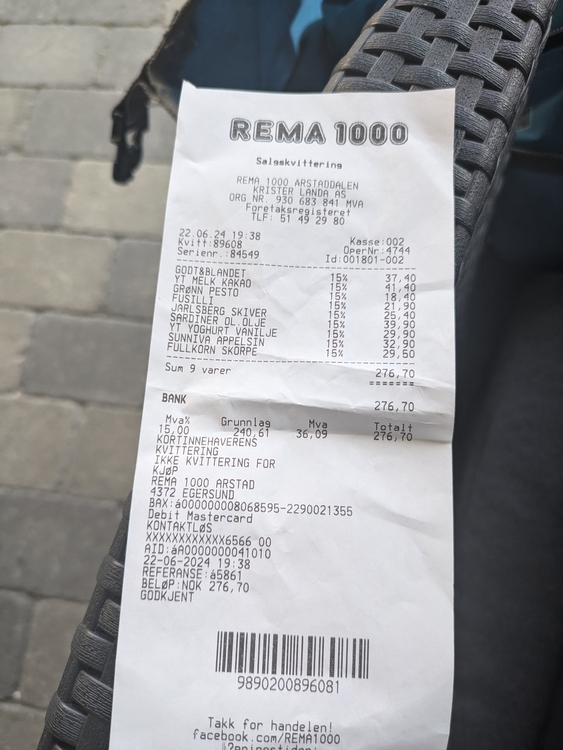 REMA 1000
Salgskvittering
REMA 1000 ARSTADDALEN
KRISTER LANDA AS
ORG NR. 930 683 841 MVA
Foretaksregisteret
TLF: 51 49 29 80
22.06.24 19:38 Kasse:002
Kvitt:89608 OperNr:4744
Serienr.:84549 Id:001801-002
GODT&BLANDET 15% 37,40
YT MELK KAKAO 15% 41,40
GRØNN PESTO 15% 18,40
FUSILLI 15% 21,90
JARLSBERG SKIVER 15% 25,40
SARDINER OL.OLJE 15% 39,90
YT YOGHURT VANILJE 15% 29,90
SUNNIVA APPELSIN 15% 32,90
FULLKORN SKORPE 15% 29,50
Sum 9 varer 276,70
BANK 276,70
Mva% Grunnlag Mva Totalt
15,00 240,61 36,09 276,70
KORTINNEHAVERENS
KVITTERING
IKKE KVITTERING FOR
KJØP
REMA 1000 ARSTAD
4372 EGERSUND
BAX:á0000000008068595-2290021355
Debit Mastercard
KONTAKTLØS
XXXXXXXXXXXX6566 00
AID:áA0000000041010
22-06-2024 19:38
REFERANSE:á5861
BELØP:NOK 276,70
GODKJENT
9890200896081
Takk for handelen!
facebook.com/REMA1000